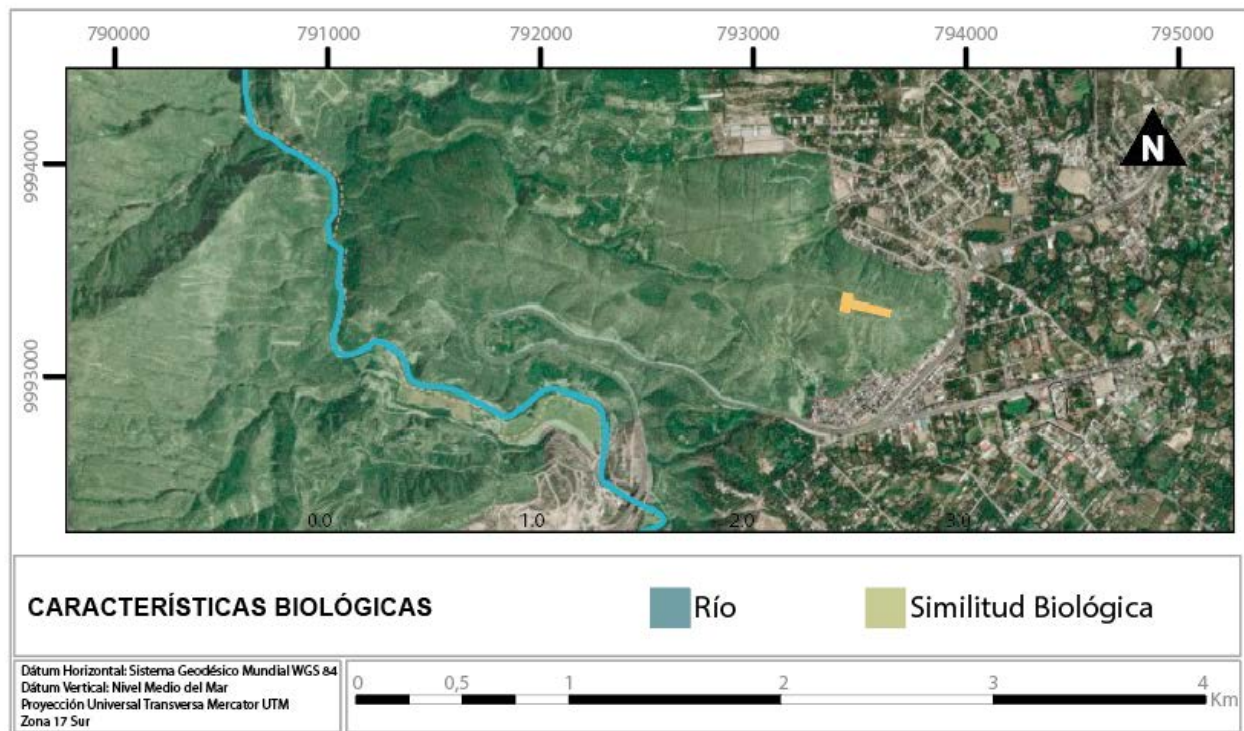 790000 791000 792000 793000 794000 795000
9994000
9993000
N
0.0 1.0 2.0 3.0
CARACTERÍSTICAS BIOLÓGICAS
Río
Similitud Biológica
Dátum Horizontal: Sistema Geodésico Mundial WGS 84
Dátum Vertical: Nivel Medio del Mar
Proyección Universal Transversa Mercator UTM
Zona 17 Sur
0 0,5 1 2 3 4
Km